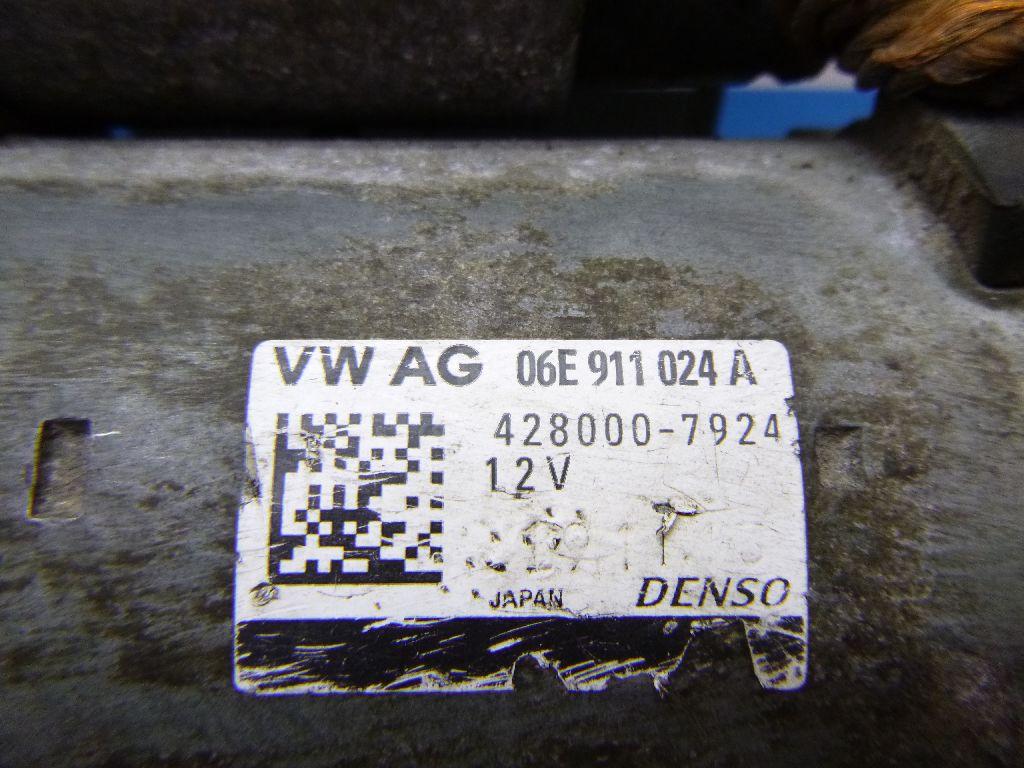 VW AG 06E 911 024 A
428000-7924
12V
JAPAN DENSO